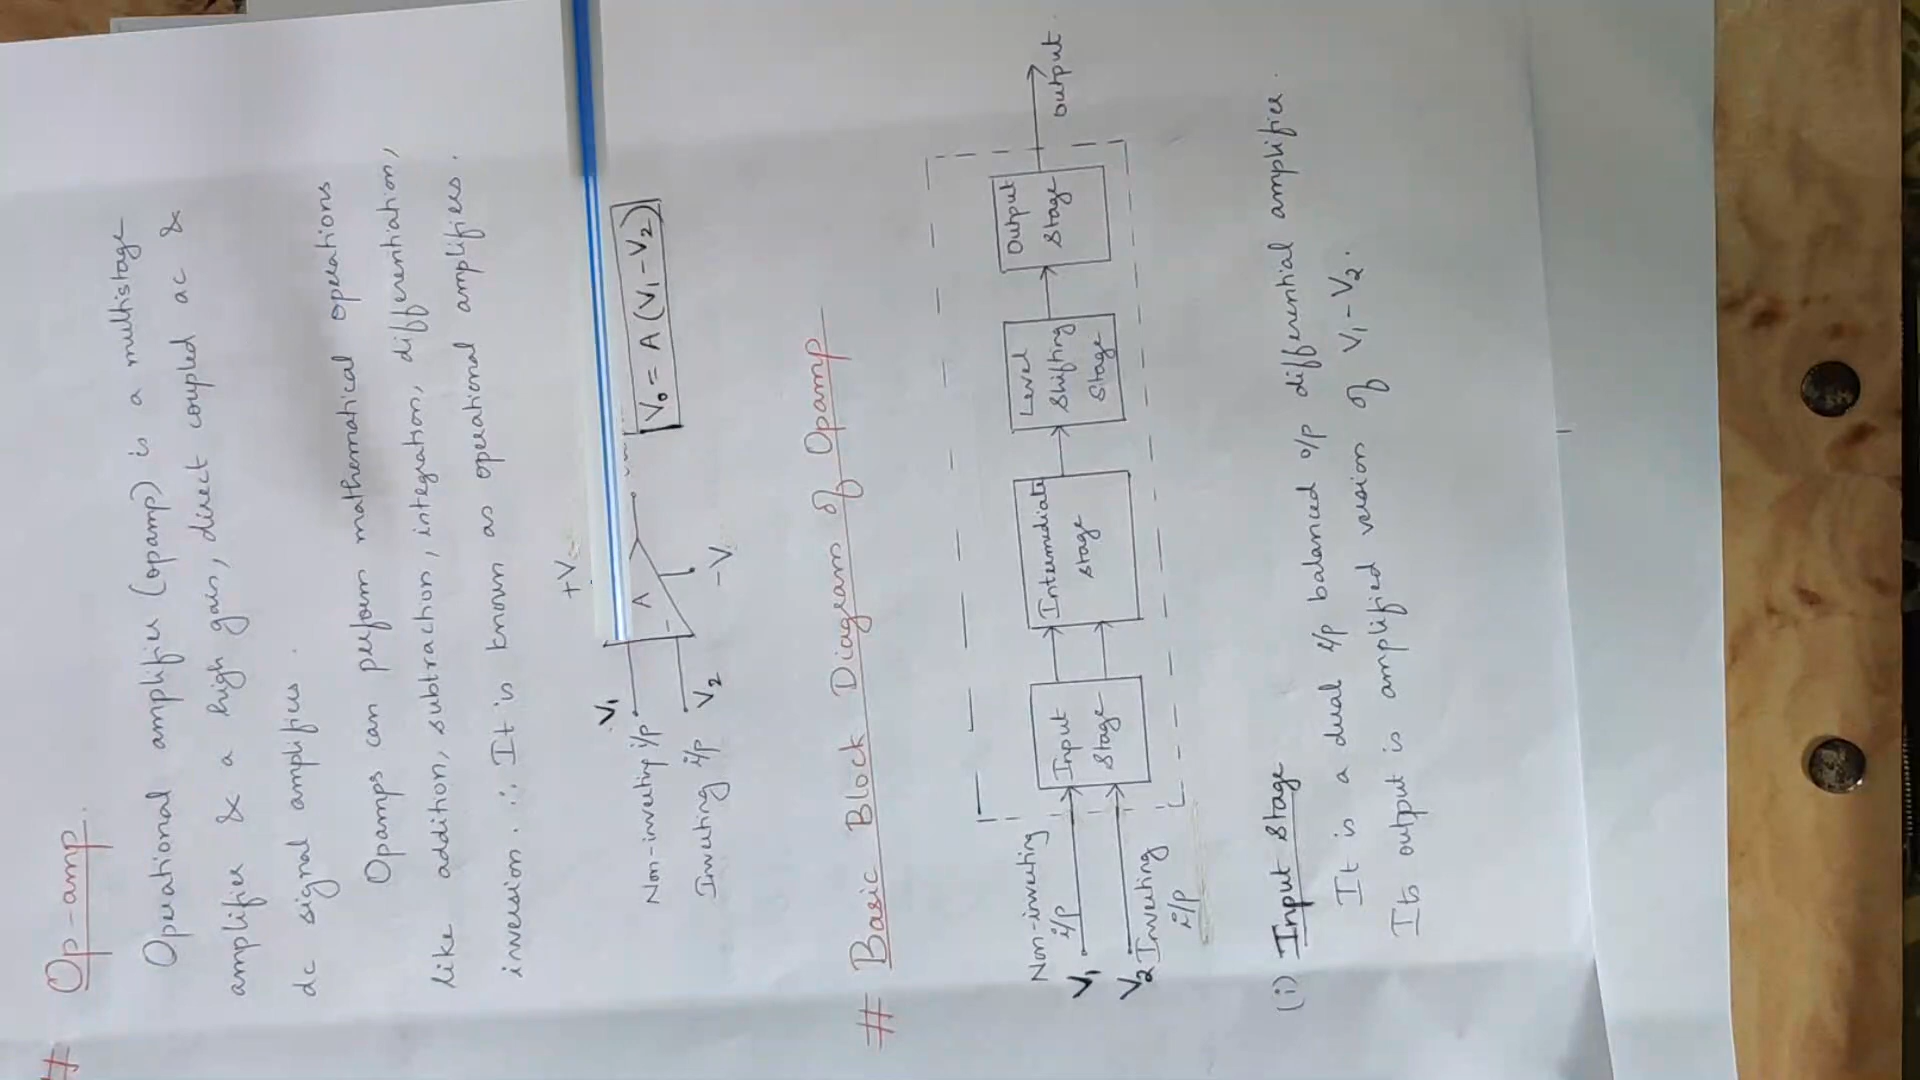 # Op-amp.
Operational amplifier (opamp) is a multistage
amplifier & a high gain, direct coupled ac &
dc signal amplifier.
Opamps can perform mathematical operations
like addition, subtraction, integration, differentiation,
inversion. ∴ It is known as operational amplifiers.
+V
V₁
Non-inverting i/p
A
-
V₀ = A (V₁ - V₂)
Inverting i/p
V₂
-V
# Basic Block Diagram of Opamp
Non-inverting
i/p
V₁
V₂
Inverting
i/p
Input
Stage
Intermediate
Stage
Level
Shifting
Stage
Output
Stage
Output
(i) Input Stage
It is a dual i/p balanced o/p differential amplifier.
Its output is amplified version of V₁ - V₂.